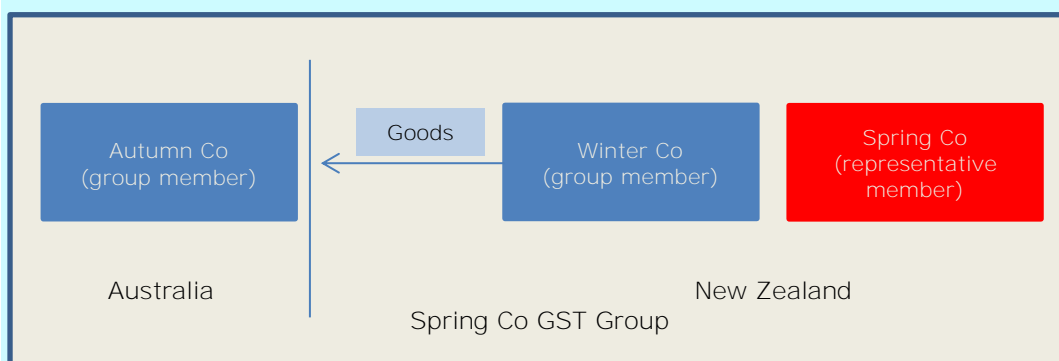 Goods
Autumn Co
(group member)
Winter Co
(group member)
Spring Co
(representative
member)
Australia
New Zealand
Spring Co GST Group